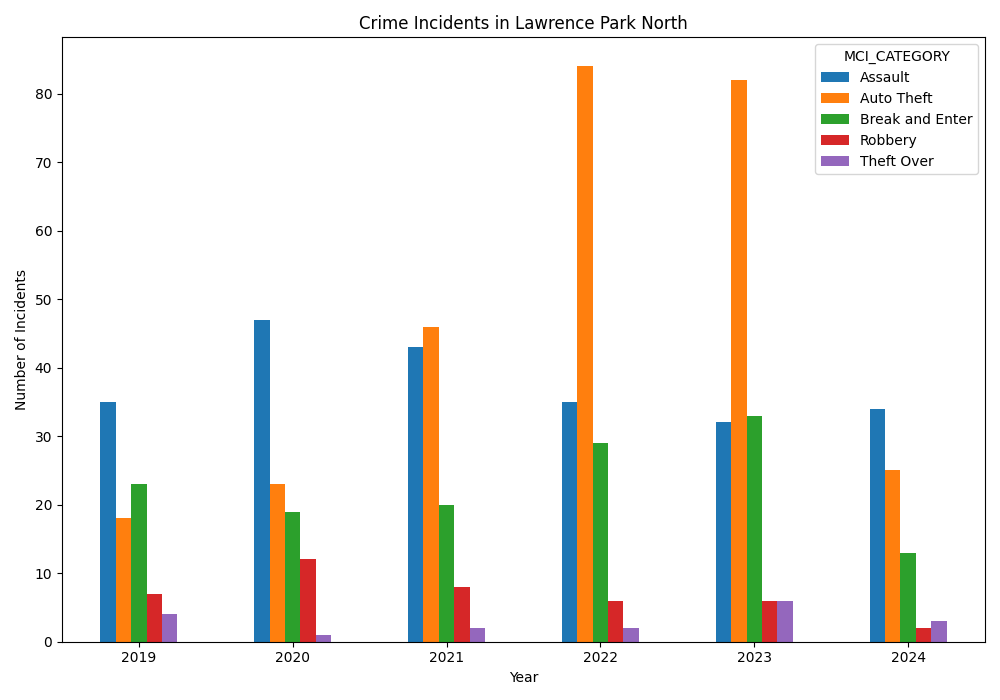 Crime Incidents in Lawrence Park North
MCI_CATEGORY
Assault
Auto Theft
Break and Enter
Robbery
Theft Over
Number of Incidents
80
70
60
50
40
30
20
10
0
2019 2020 2021 2022 2023 2024
Year